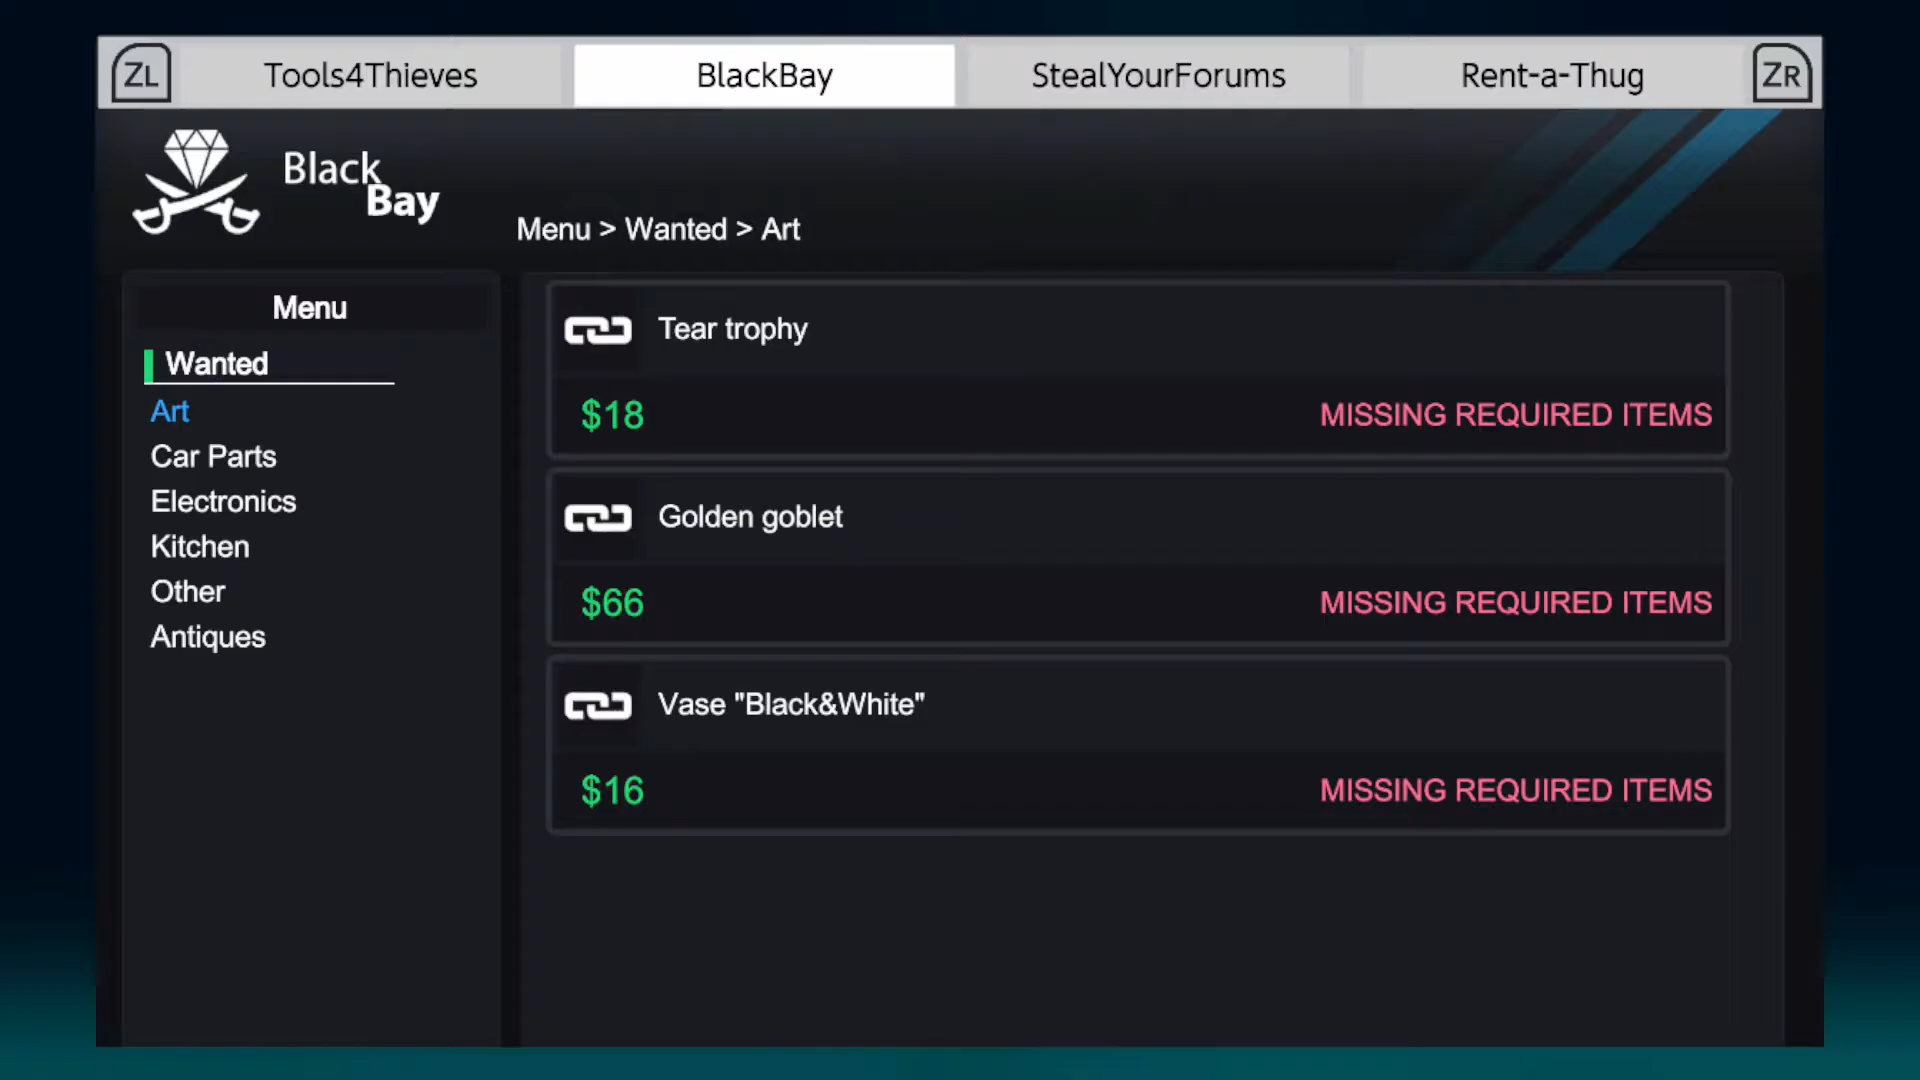 ZL Tools4Thieves BlackBay StealYourForums Rent-a-Thug ZR
Black
Bay
Menu > Wanted > Art
Menu
Wanted
Art
Car Parts
Electronics
Kitchen
Other
Antiques
Tear trophy
$18 MISSING REQUIRED ITEMS
Golden goblet
$66 MISSING REQUIRED ITEMS
Vase "Black&White"
$16 MISSING REQUIRED ITEMS